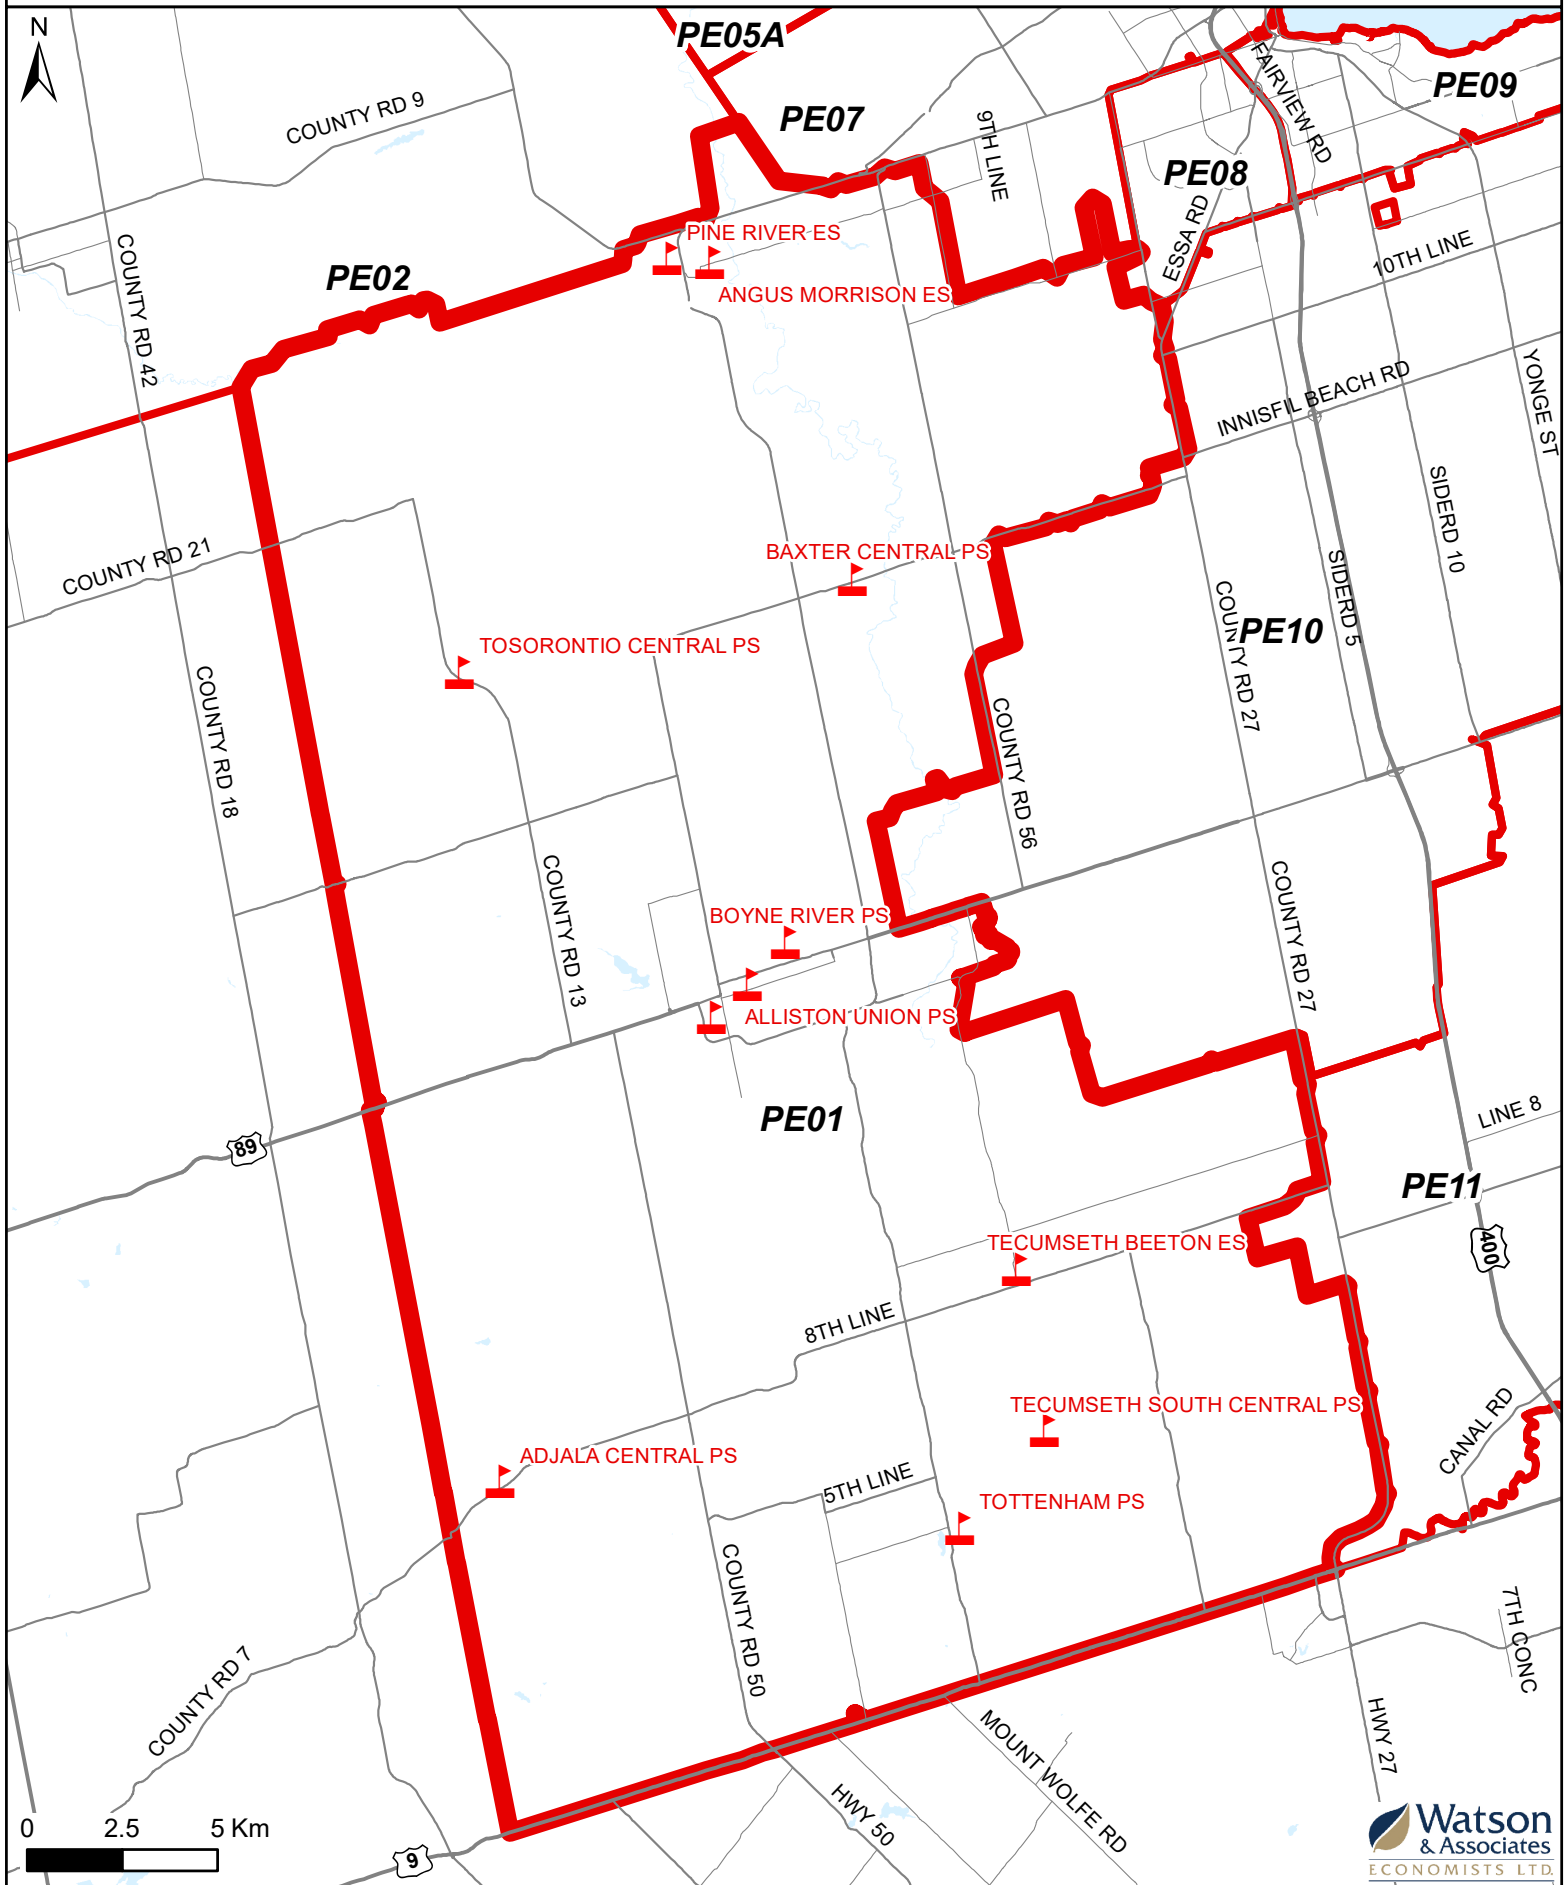 N
PE05A
PE07
PE09
FAIRVIEW RD
COUNTY RD 9
9TH LINE
PE08
ESSA RD
PINE RIVER ES
10TH LINE
COUNTY RD 42
PE02
ANGUS MORRISON ES
INNISFIL BEACH RD
YONGE ST
SIDERD 10
COUNTY RD 21
BAXTER CENTRAL PS
SIDERD 5
COUNTY RD 27
PE10
TOSORONTIO CENTRAL PS
COUNTY RD 18
COUNTY RD 56
COUNTY RD 13
COUNTY RD 27
BOYNE RIVER PS
ALLISTON UNION PS
PE01
LINE 8
89
PE11
400
TECUMSETH BEETON ES
8TH LINE
TECUMSETH SOUTH CENTRAL PS
CANAL RD
ADJALA CENTRAL PS
5TH LINE
TOTTENHAM PS
COUNTY RD 50
7TH CONC
COUNTY RD 7
HWY 27
MOUNT WOLFE RD
HWY 50
0 2.5 5 Km
9
Watson
& Associates
ECONOMISTS LTD.